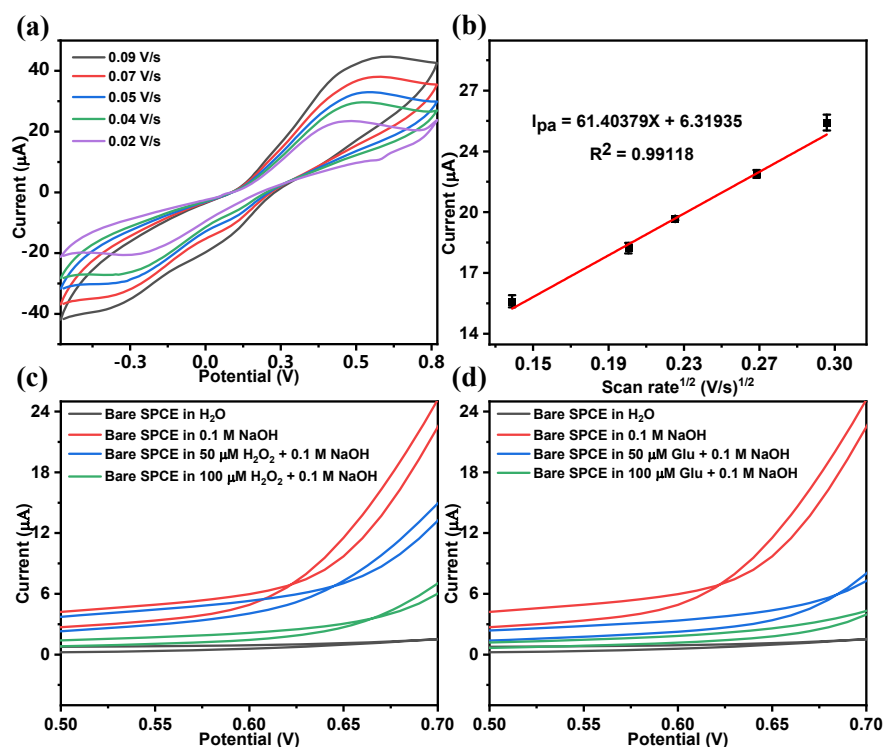 (a)
0.09 V/s
0.07 V/s
0.05 V/s
0.04 V/s
0.02 V/s
40
20
0
-20
-40
Current (µA)
-0.3
0.0
0.3
0.8
Potential (V)
(b)
I_pa = 61.40379X + 6.31935
R² = 0.99118
27
24
20
17
14
Current (µA)
0.15
0.19
0.23
0.27
0.30
Scan rate¹/² (V/s)¹/²
(c)
Bare SPCE in H₂O
Bare SPCE in 0.1 M NaOH
Bare SPCE in 50 µM H₂O₂ + 0.1 M NaOH
Bare SPCE in 100 µM H₂O₂ + 0.1 M NaOH
24
18
12
6
0
Current (µA)
0.50
0.55
0.60
0.65
0.70
Potential (V)
(d)
Bare SPCE in H₂O
Bare SPCE in 0.1 M NaOH
Bare SPCE in 50 µM Glu + 0.1 M NaOH
Bare SPCE in 100 µM Glu + 0.1 M NaOH
24
18
12
6
0
Current (µA)
0.50
0.55
0.60
0.65
0.70
Potential (V)